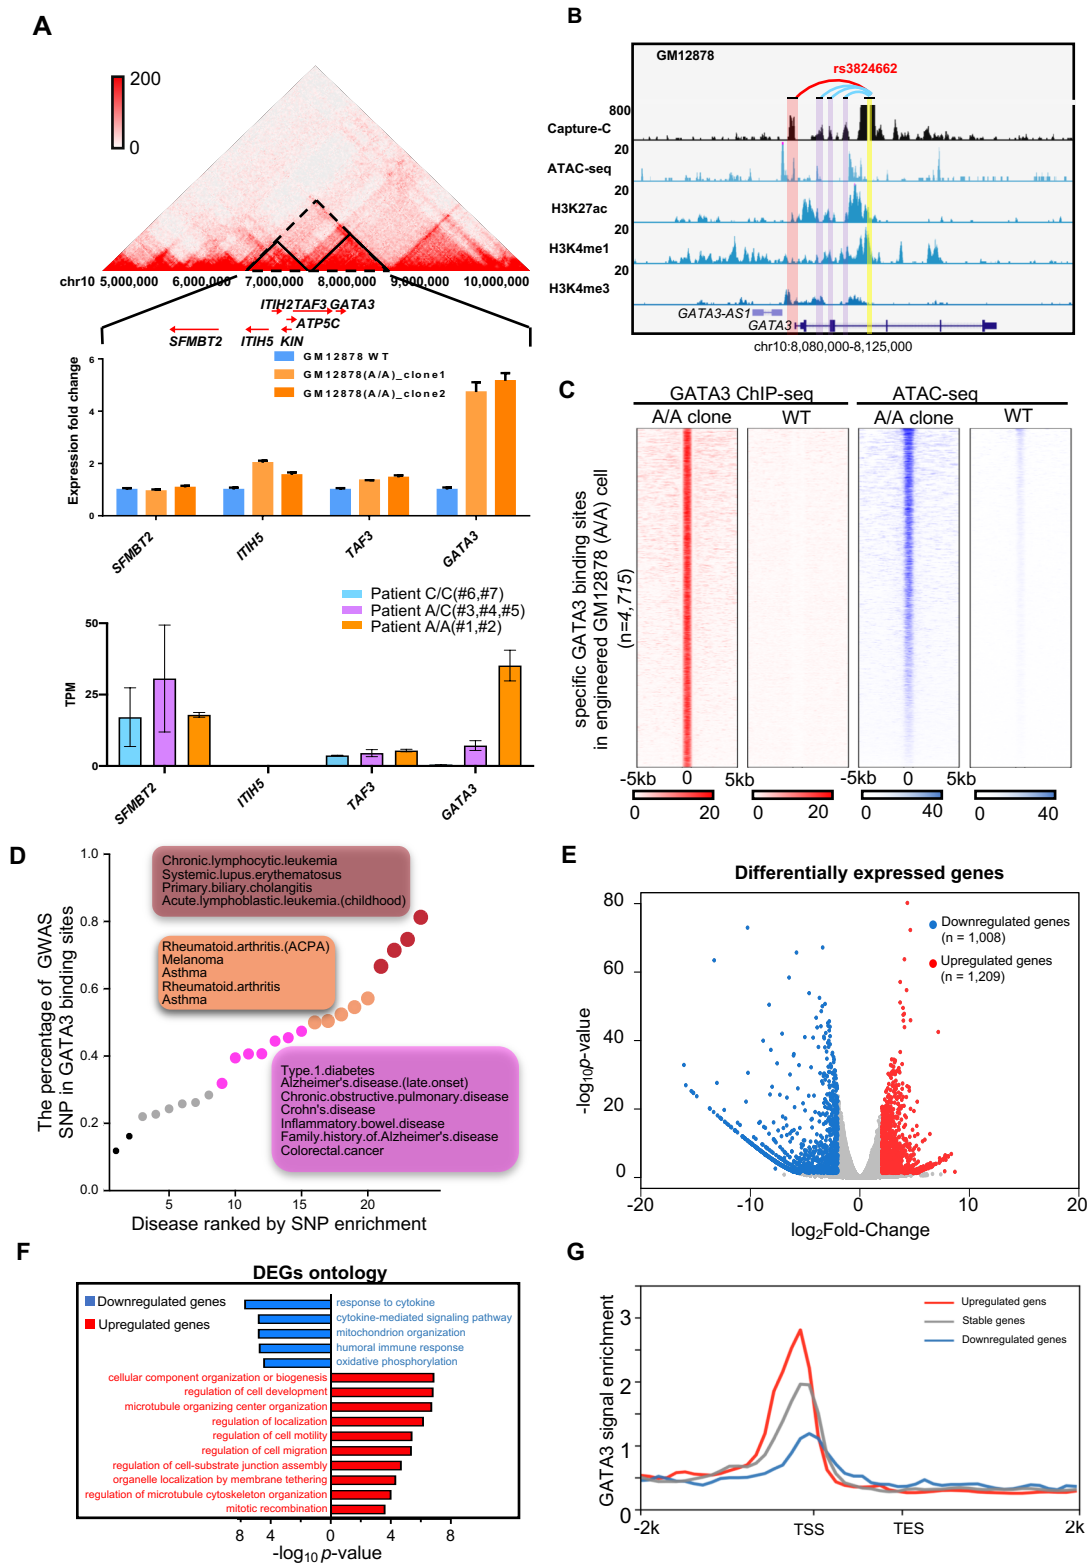 A
200
0
chr10 5,000,000 6,000,000 7,000,000 8,000,000 9,000,000 10,000,000
ITIH2 TAF3 GATA3
ATP5C
SFMBT2 ITIH5 KIN
GM12878 WT
GM12878(A/A)_clone1
GM12878(A/A)_clone2
Expression fold change
6
4
2
0
SFMBT2 ITIH5 TAF3 GATA3
Patient C/C(#6,#7)
Patient A/C(#3,#4,#5)
Patient A/A(#1,#2)
TPM
50
25
0
SFMBT2 ITIH5 TAF3 GATA3
B
GM12878
rs3824662
800
Capture-C
20
ATAC-seq
20
H3K27ac
20
H3K4me1
20
H3K4me3
GATA3-AS1
GATA3
chr10:8,080,000-8,125,000
C
GATA3 ChIP-seq ATAC-seq
A/A clone WT A/A clone WT
specific GATA3 binding sites
in engineered GM12878 (A/A) cell
(n=4,715)
-5kb 0 5kb -5kb 0 5kb
0 20 0 20 0 40 0 40
D
The percentage of GWAS
SNP in GATA3 binding sites
1.0
0.8
0.6
0.4
0.2
0.0
Chronic.lymphocytic.leukemia
Systemic.lupus.erythematosus
Primary.biliary.cholangitis
Acute.lymphoblastic.leukemia.(childhood)
Rheumatoid.arthritis.(ACPA)
Melanoma
Asthma
Rheumatoid.arthritis
Asthma
Type.1.diabetes
Alzheimer's.disease.(late.onset)
Chronic.obstructive.pulmonary.disease
Crohn's.disease
Inflammatory.bowel.disease
Family.history.of.Alzheimer's.disease
Colorectal.cancer
5 10 15 20
Disease ranked by SNP enrichment
E
Differentially expressed genes
Downregulated genes
(n = 1,008)
Upregulated genes
(n = 1,209)
-log10p-value
80
60
40
20
0
-20 -10 0 10 20
log2Fold-Change
F
DEGs ontology
Downregulated genes
Upregulated genes
response to cytokine
cytokine-mediated signaling pathway
mitochondrion organization
humoral immune response
oxidative phosphorylation
cellular component organization or biogenesis
regulation of cell development
microtubule organizing center organization
regulation of localization
regulation of cell motility
regulation of cell migration
regulation of cell-substrate junction assembly
organelle localization by membrane tethering
regulation of microtubule cytoskeleton organization
mitotic recombination
8 4 0 4 8
-log10 p-value
G
GATA3 signal enrichment
3
2
1
0
Upregulated gens
Stable genes
Downregulated genes
-2k TSS TES 2k